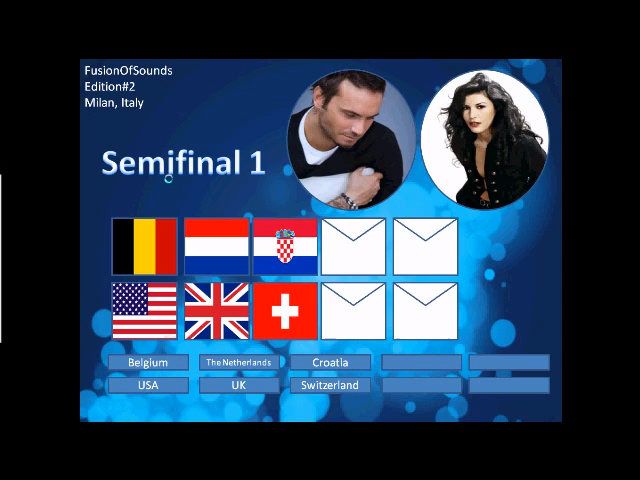 FusionOfSounds
Edition#2
Milan, Italy
Semifinal 1
Belgium
The Netherlands
Croatia
USA
UK
Switzerland